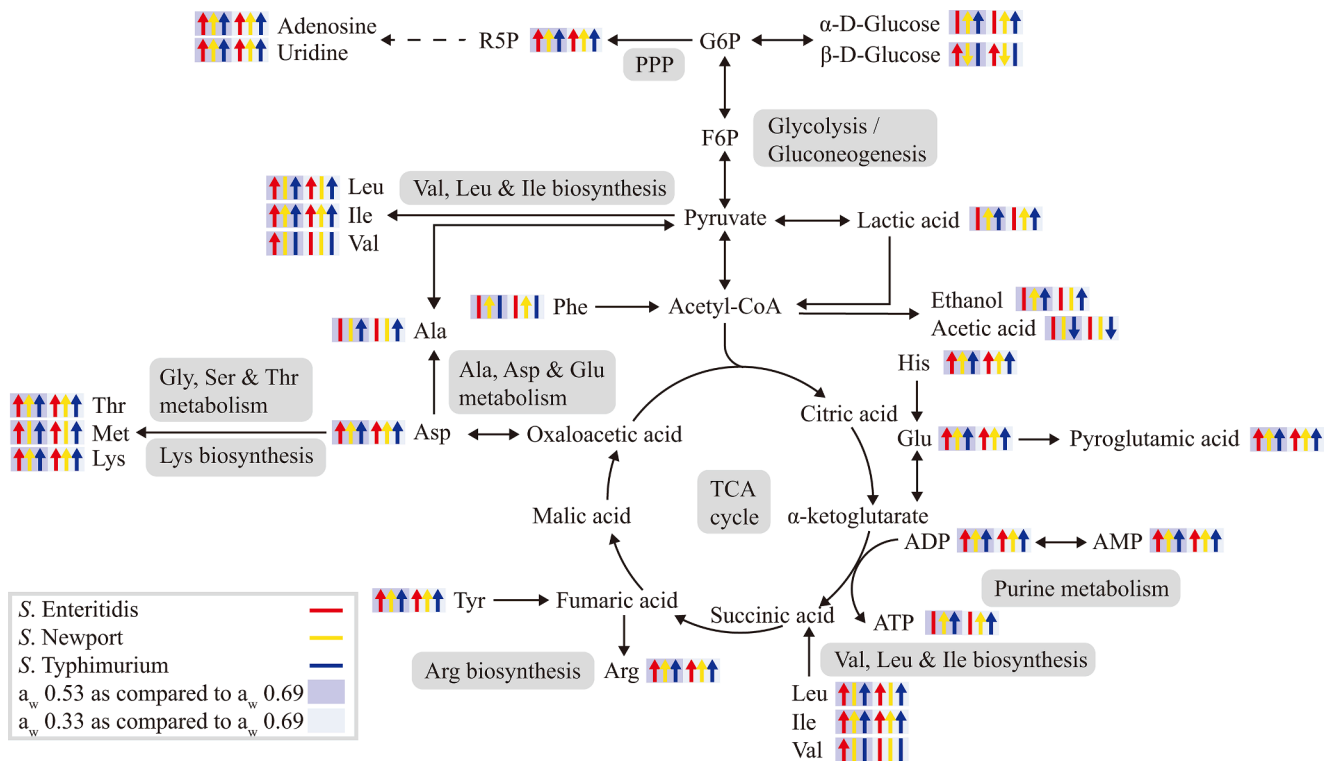 Adenosine
Uridine
R5P
G6P
α-D-Glucose
β-D-Glucose
PPP
F6P
Glycolysis /
Gluconeogenesis
Val, Leu & Ile biosynthesis
Leu
Ile
Val
Pyruvate
Lactic acid
Phe
Acetyl-CoA
Ethanol
Acetic acid
Ala
His
Gly, Ser & Thr
metabolism
Ala, Asp & Glu
metabolism
Thr
Met
Lys
Lys biosynthesis
Asp
Oxaloacetic acid
Citric acid
Glu
Pyroglutamic acid
TCA
cycle
Malic acid
α-ketoglutarate
ADP
AMP
Purine metabolism
Tyr
Fumaric acid
Succinic acid
ATP
Arg biosynthesis
Arg
Val, Leu & Ile biosynthesis
Leu
Ile
Val
S. Enteritidis
S. Newport
S. Typhimurium
aw 0.53 as compared to aw 0.69
aw 0.33 as compared to aw 0.69